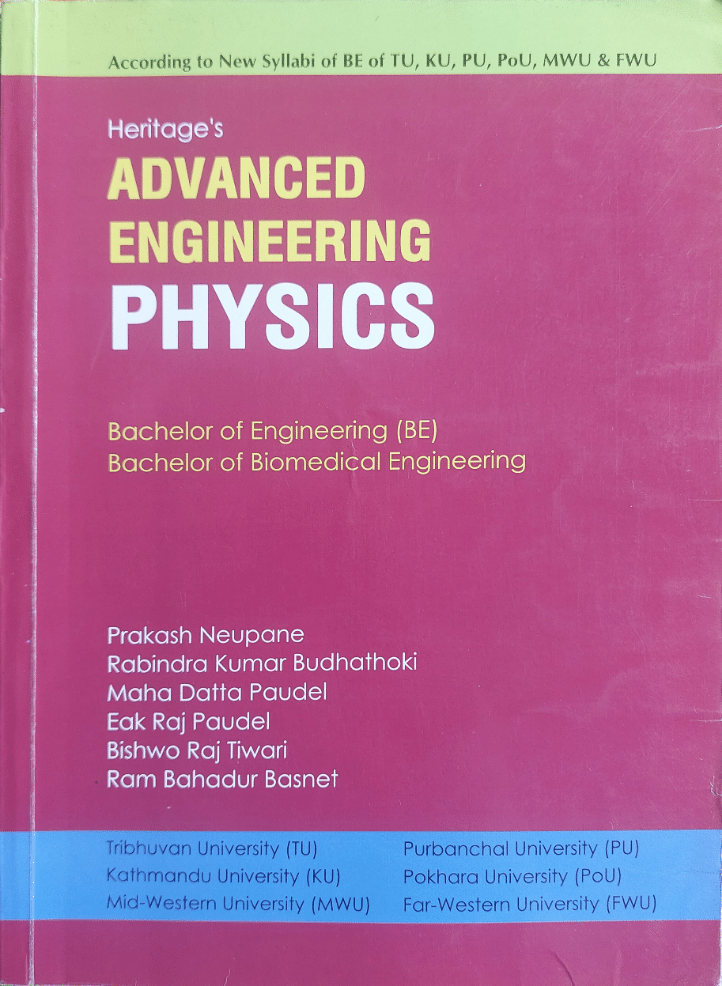 According to New Syllabi of BE of TU, KU, PU, PoU, MWU & FWU
Heritage's
ADVANCED
ENGINEERING
PHYSICS
Bachelor of Engineering (BE)
Bachelor of Biomedical Engineering
Prakash Neupane
Rabindra Kumar Budhathoki
Maha Datta Paudel
Eak Raj Paudel
Bishwo Raj Tiwari
Ram Bahadur Basnet
Tribhuvan University (TU)
Kathmandu University (KU)
Mid-Western University (MWU)
Purbanchal University (PU)
Pokhara University (PoU)
Far-Western University (FWU)